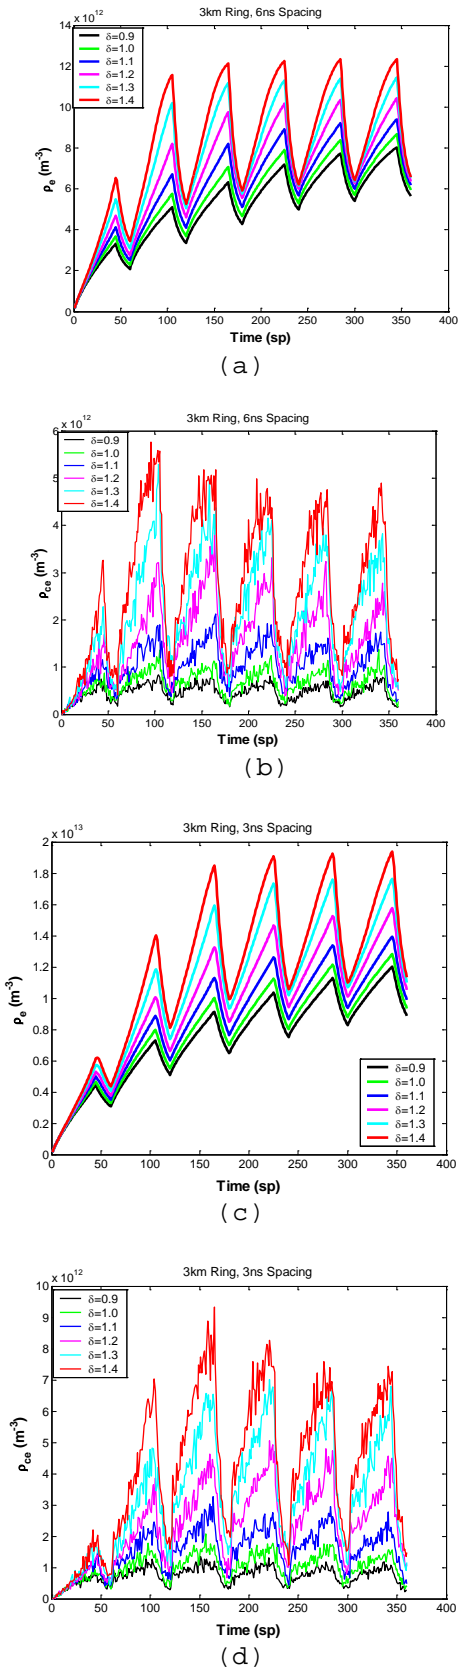 3km Ring, 6ns Spacing
x 10^12
14
12
10
8
6
4
2
0
δ=0.9
δ=1.0
δ=1.1
δ=1.2
δ=1.3
δ=1.4
ρe (m-3)
0 50 100 150 200 250 300 350 400
Time (sp)
(a)
3km Ring, 6ns Spacing
x 10^12
6
5
4
3
2
1
0
δ=0.9
δ=1.0
δ=1.1
δ=1.2
δ=1.3
δ=1.4
ρce (m-3)
0 50 100 150 200 250 300 350 400
Time (sp)
(b)
3km Ring, 3ns Spacing
x 10^13
2
1.8
1.6
1.4
1.2
1
0.8
0.6
0.4
0.2
0
ρe (m-3)
δ=0.9
δ=1.0
δ=1.1
δ=1.2
δ=1.3
δ=1.4
0 50 100 150 200 250 300 350 400
Time (sp)
(c)
3km Ring, 3ns Spacing
x 10^12
10
9
8
7
6
5
4
3
2
1
0
δ=0.9
δ=1.0
δ=1.1
δ=1.2
δ=1.3
δ=1.4
ρce (m-3)
0 50 100 150 200 250 300 350 400
Time (sp)
(d)